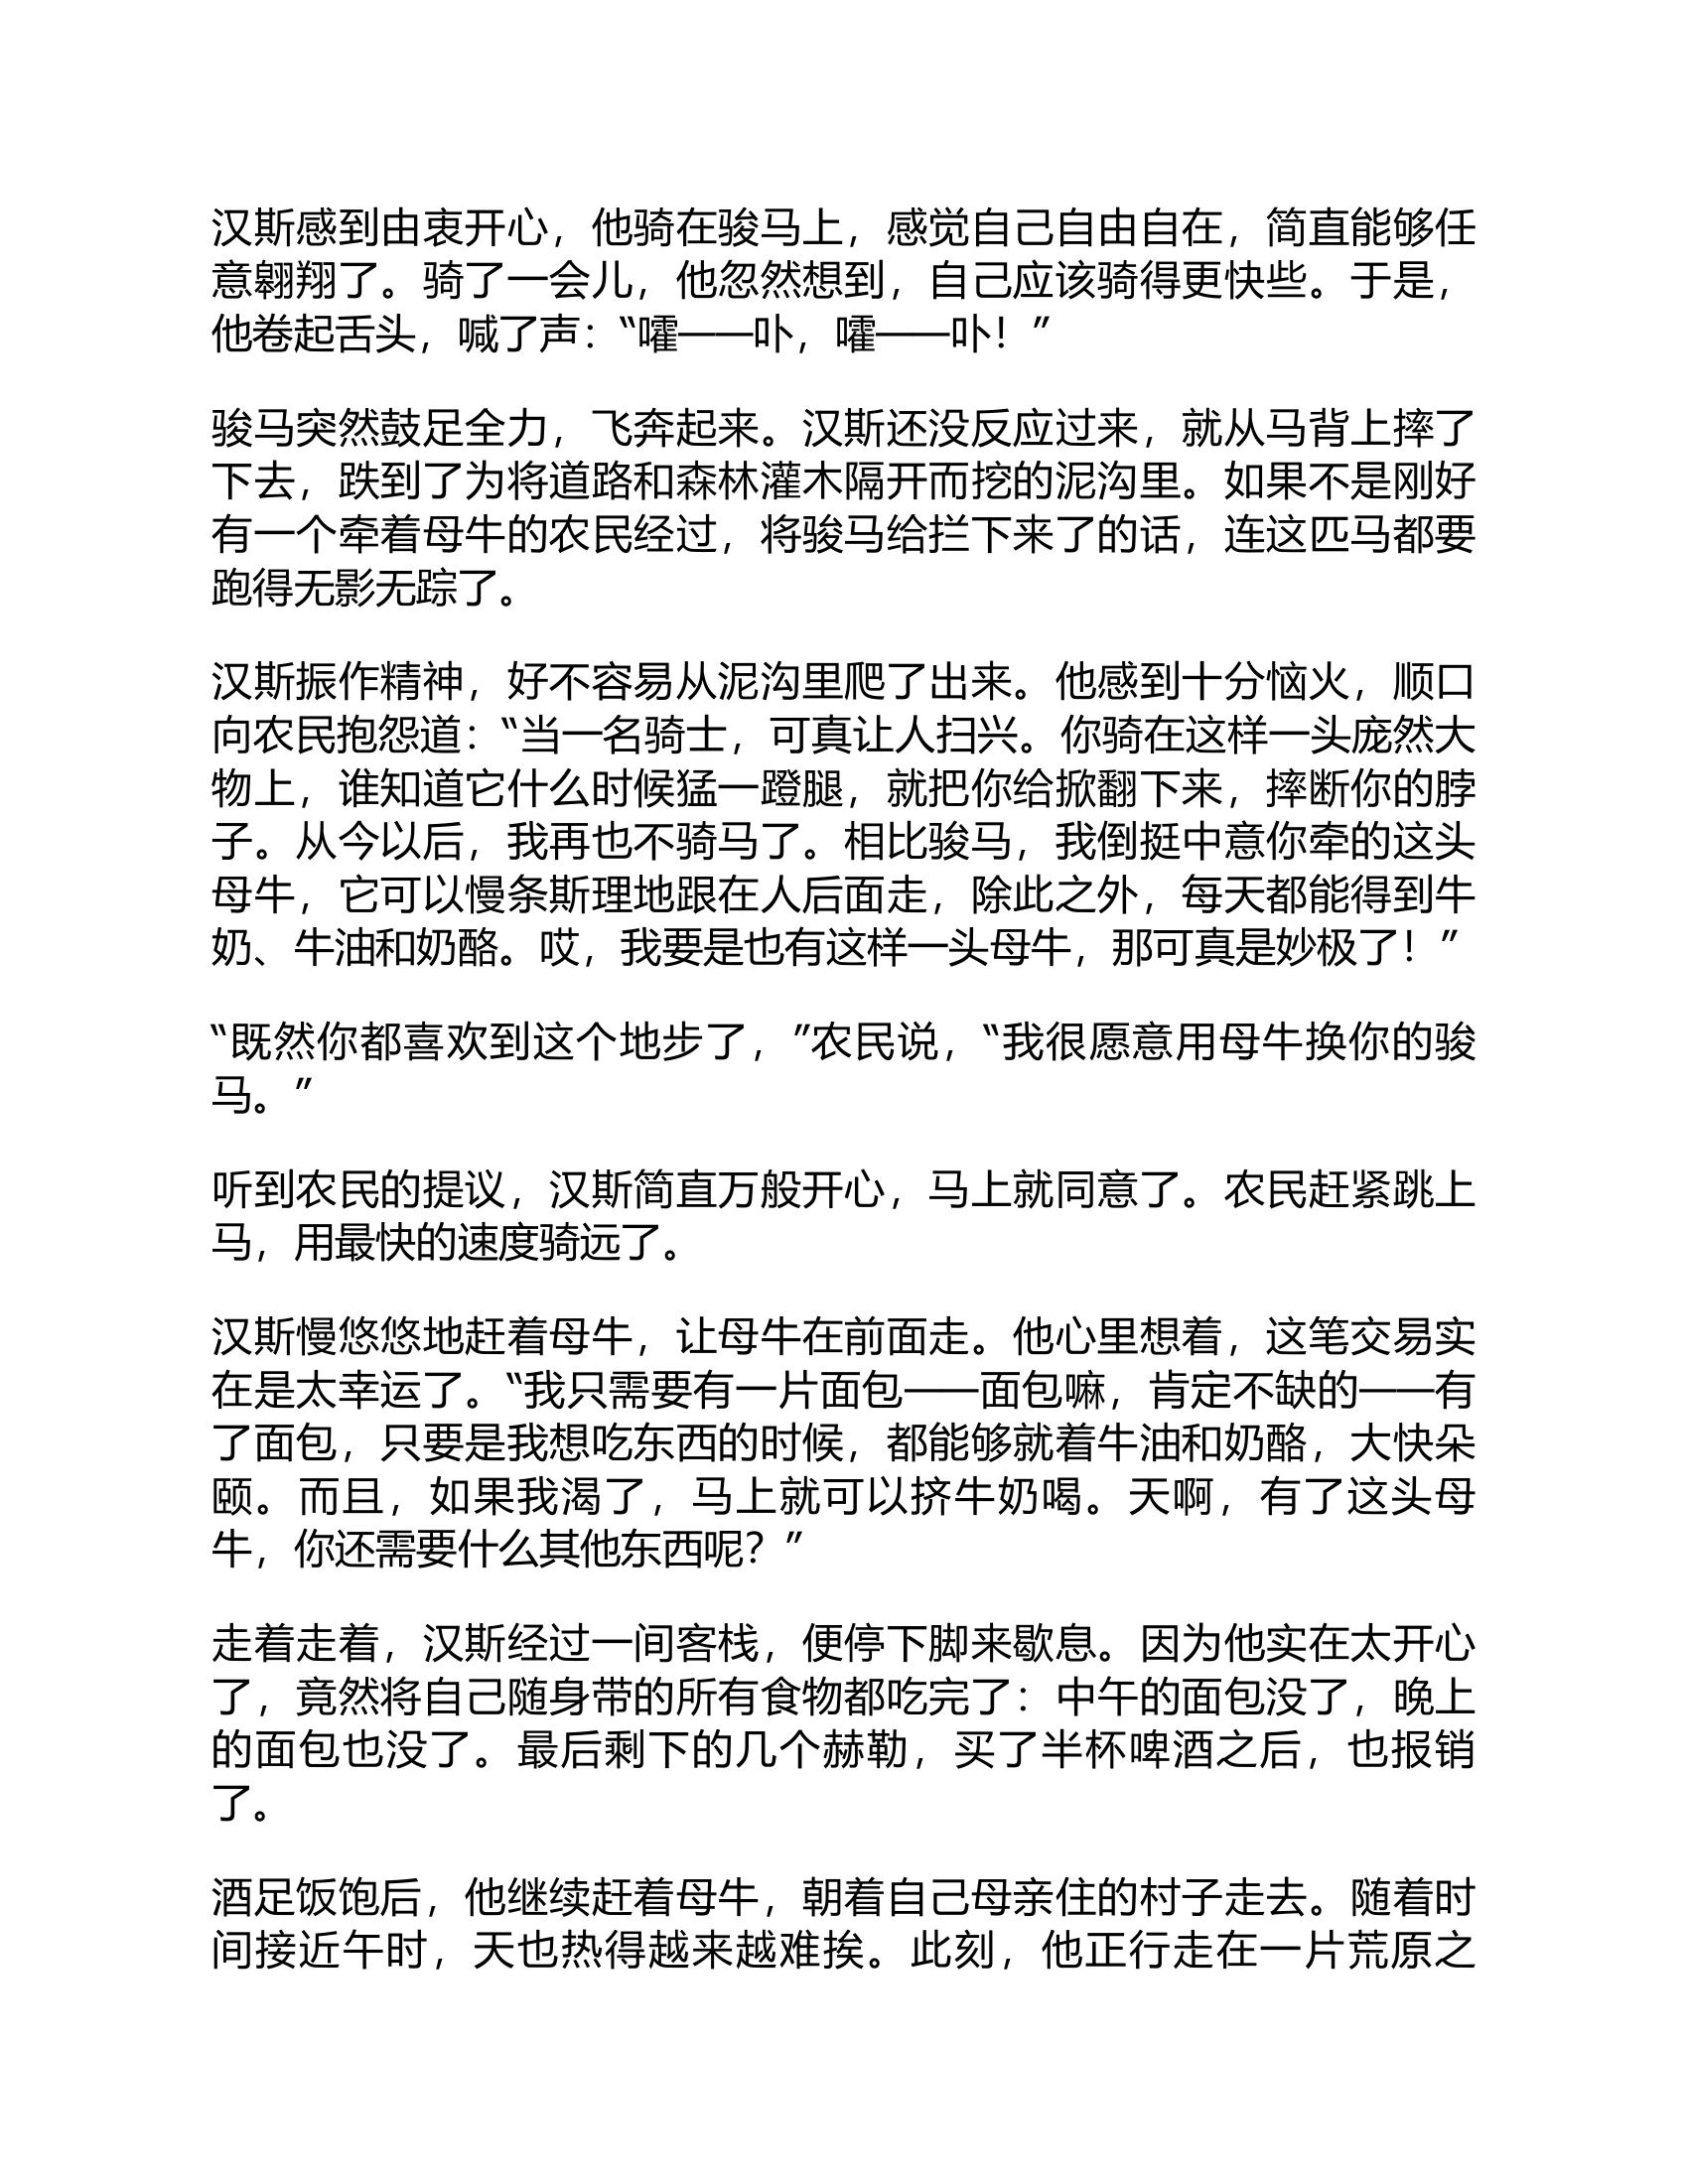 汉斯感到由衷开心，他骑在骏马上，感觉自己自由自在，简直能够任
意翱翔了。骑了一会儿，他忽然想到，自己应该骑得更快些。于是，
他卷起舌头，喊了声：“嚯——卟，嚯——卟！”
骏马突然鼓足全力，飞奔起来。汉斯还没反应过来，就从马背上摔了
下去，跌到了为将道路和森林灌木隔开而挖的泥沟里。如果不是刚好
有一个牵着母牛的农民经过，将骏马给拦下来了的话，连这匹马都要
跑得无影无踪了。
汉斯振作精神，好不容易从泥沟里爬了出来。他感到十分恼火，顺口
向农民抱怨道：“当一名骑士，可真让人扫兴。你骑在这样一头庞然大
物上，谁知道它什么时候猛一蹬腿，就把你给掀翻下来，摔断你的脖
子。从今以后，我再也不骑马了。相比骏马，我倒挺中意你牵的这头
母牛，它可以慢条斯理地跟在人后面走，除此之外，每天都能得到牛
奶、牛油和奶酪。哎，我要是也有这样一头母牛，那可真是妙极了！”
“既然你都喜欢到这个地步了，”农民说，“我很愿意用母牛换你的骏
马。”
听到农民的提议，汉斯简直万般开心，马上就同意了。农民赶紧跳上
马，用最快的速度骑远了。
汉斯慢悠悠地赶着母牛，让母牛在前面走。他心里想着，这笔交易实
在是太幸运了。“我只需要有一片面包——面包嘛，肯定不缺的——有
了面包，只要是我想吃东西的时候，都能够就着牛油和奶酪，大快朵
颐。而且，如果我渴了，马上就可以挤牛奶喝。天啊，有了这头母
牛，你还需要什么其他东西呢？”
走着走着，汉斯经过一间客栈，便停下脚来歇息。因为他实在太开心
了，竟然将自己随身带的所有食物都吃完了：中午的面包没了，晚上
的面包也没了。最后剩下的几个赫勒，买了半杯啤酒之后，也报销
了。
酒足饭饱后，他继续赶着母牛，朝着自己母亲住的村子走去。随着时
间接近午时，天也热得越来越难挨。此刻，他正行走在一片荒原之